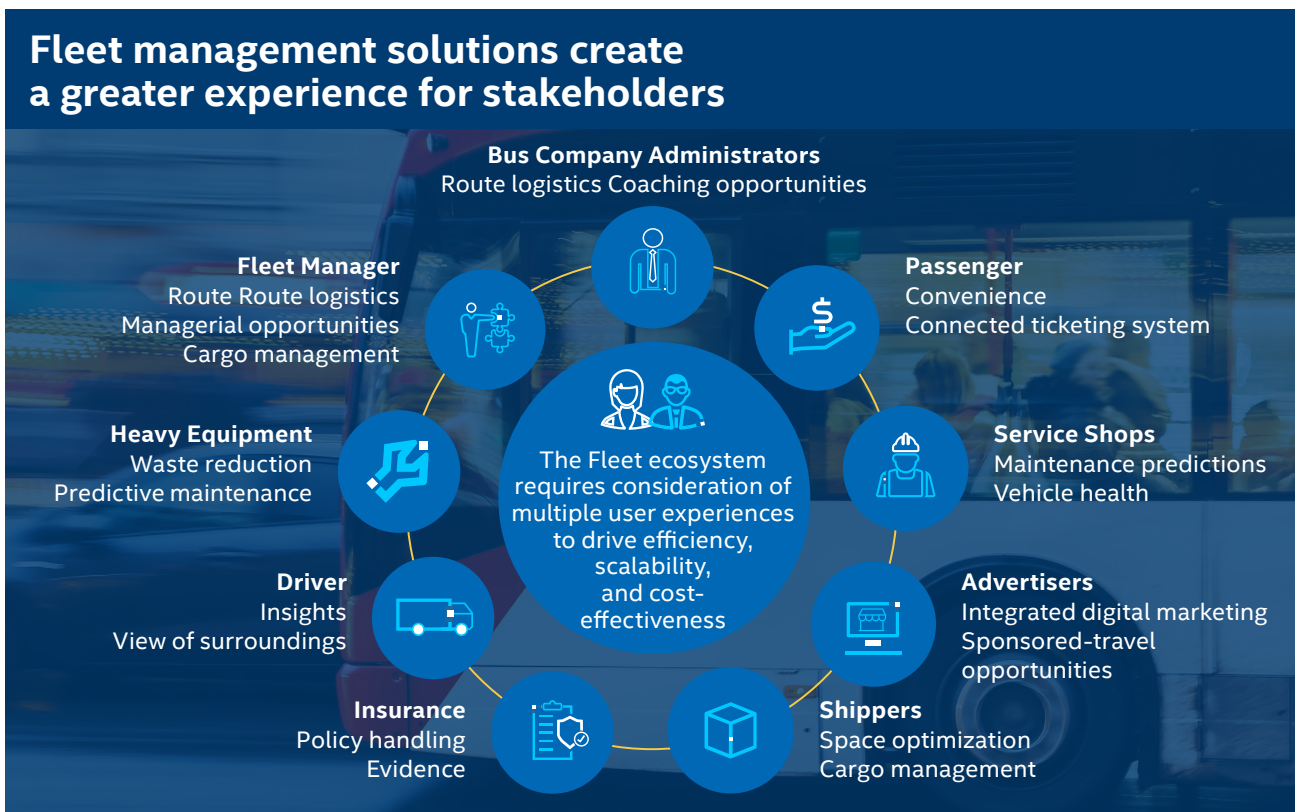 Fleet management solutions create
a greater experience for stakeholders
Bus Company Administrators
Route logistics Coaching opportunities
Fleet Manager
Route Route logistics
Managerial opportunities
Cargo management
Passenger
Convenience
Connected ticketing system
Heavy Equipment
Waste reduction
Predictive maintenance
The Fleet ecosystem
requires consideration of
multiple user experiences
to drive efficiency,
scalability,
and cost-
effectiveness
Service Shops
Maintenance predictions
Vehicle health
Driver
Insights
View of surroundings
Advertisers
Integrated digital marketing
Sponsored-travel
opportunities
Insurance
Policy handling
Evidence
Shippers
Space optimization
Cargo management
$